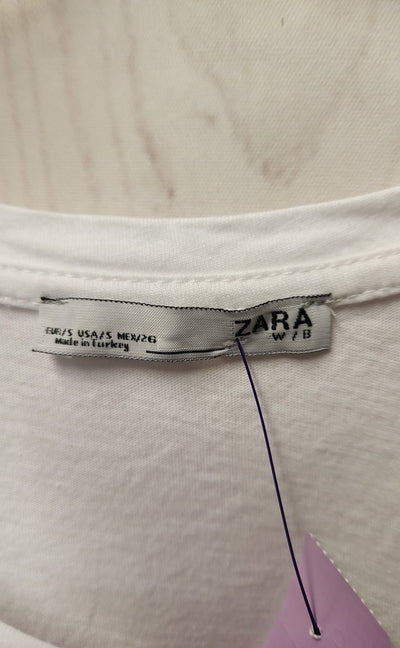 EUR/S USA/S MEX/26
Made in Turkey
ZARA
W / B